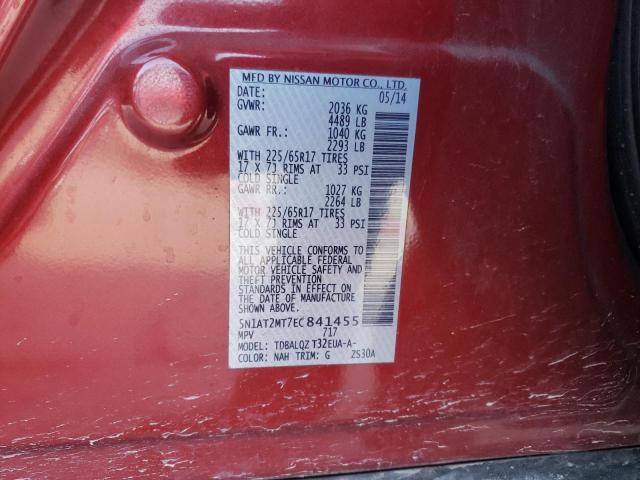 MFD BY NISSAN MOTOR CO., LTD.
DATE: 05/14
GVWR: 2036 KG
4489 LB
GAWR FR.: 1040 KG
2293 LB
WITH 225/65R17 TIRES
17 X 7J RIMS AT 33 PSI
COLD SINGLE
GAWR RR.: 1027 KG
2264 LB
WITH 225/65R17 TIRES
17 X 7J RIMS AT 33 PSI
COLD SINGLE
THIS VEHICLE CONFORMS TO
ALL APPLICABLE FEDERAL
MOTOR VEHICLE SAFETY AND
THEFT PREVENTION
STANDARDS IN EFFECT ON
THE DATE OF MANUFACTURE
SHOWN ABOVE.
5N1AT2MT7EC841455
MPV 717
MODEL: TDBALQZ T32EUA-A-
COLOR: NAH TRIM: G ZS30A